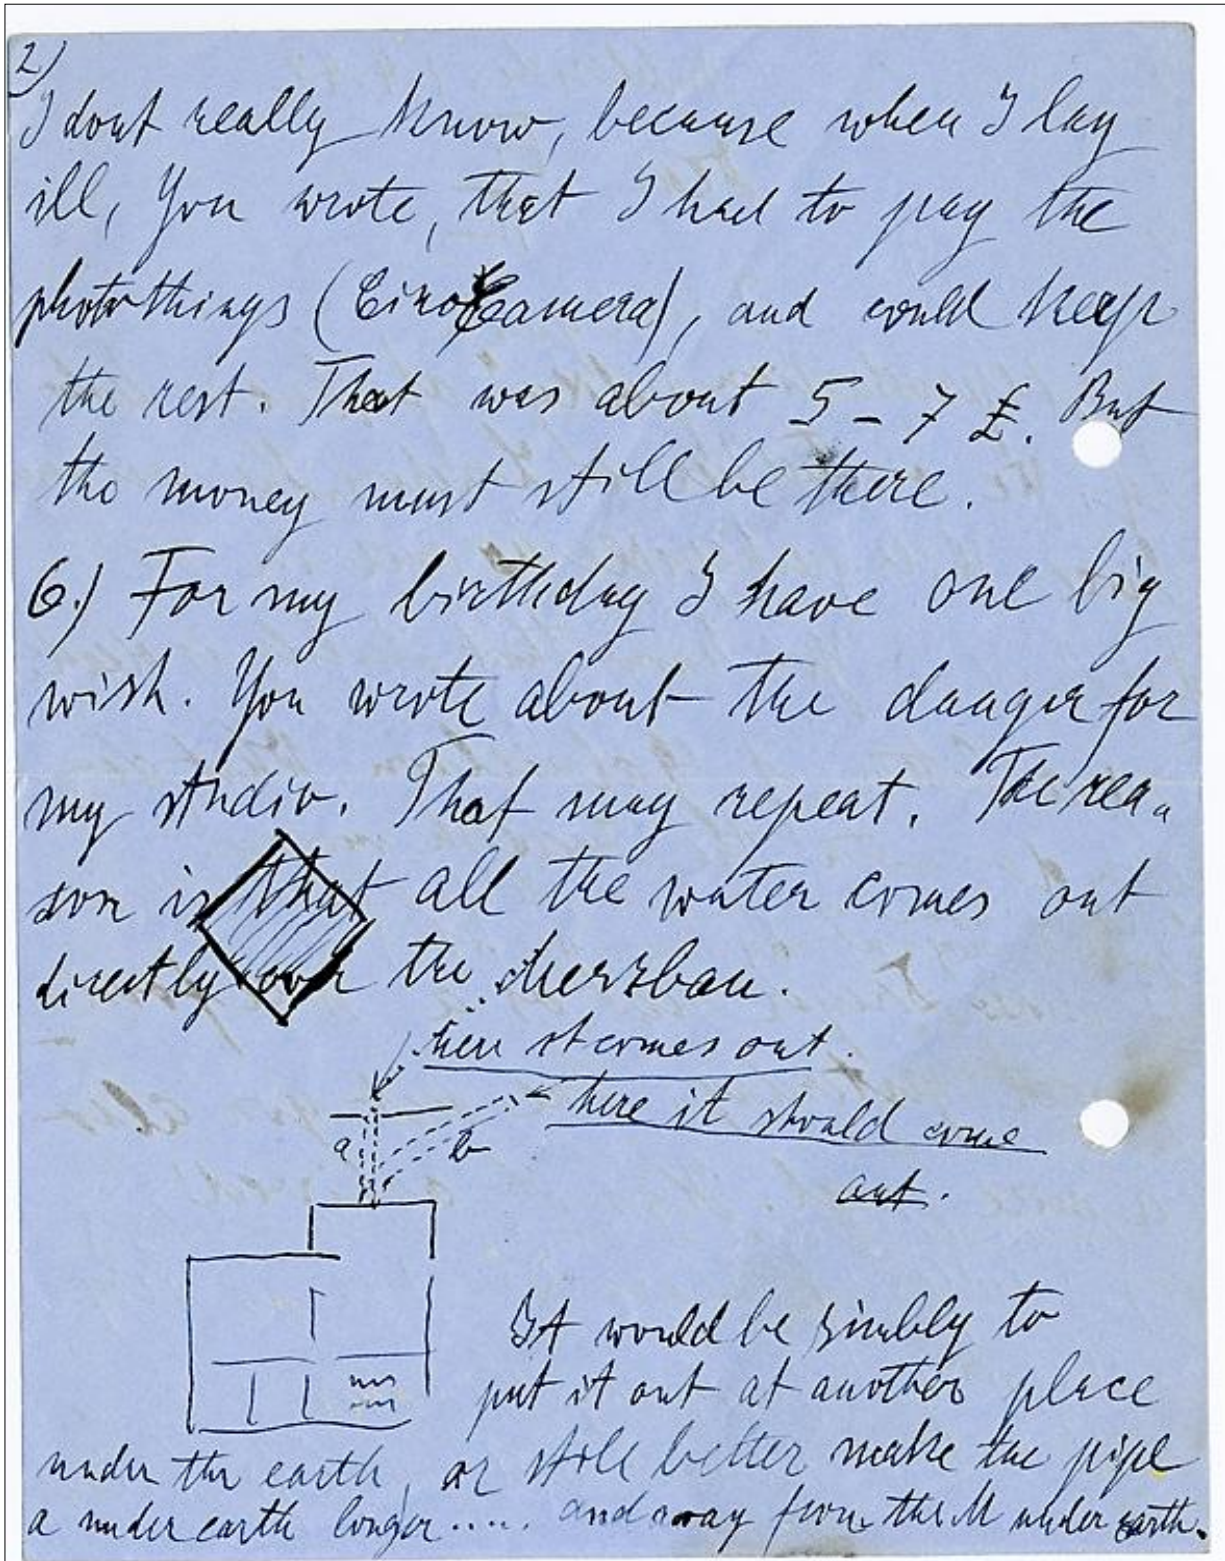 2)
I dont really know, because when I lay
ill, You wrote, that I had to pay the
photothings (CinoCamera), and could keep
the rest. That was about 5 - 7 £. But
the money must still be there.
6.) For my birthday I have one big
wish. You wrote about the danger for
my studio. That may repeat. The rea-
son is that all the water comes out
directly over the Merzbau.
here it comes out.
here it should come
out.
a b
It would be simbly to
put it out at another place
under the earth, or still better make the pipe
a under earth longer..... and away from the M under earth.